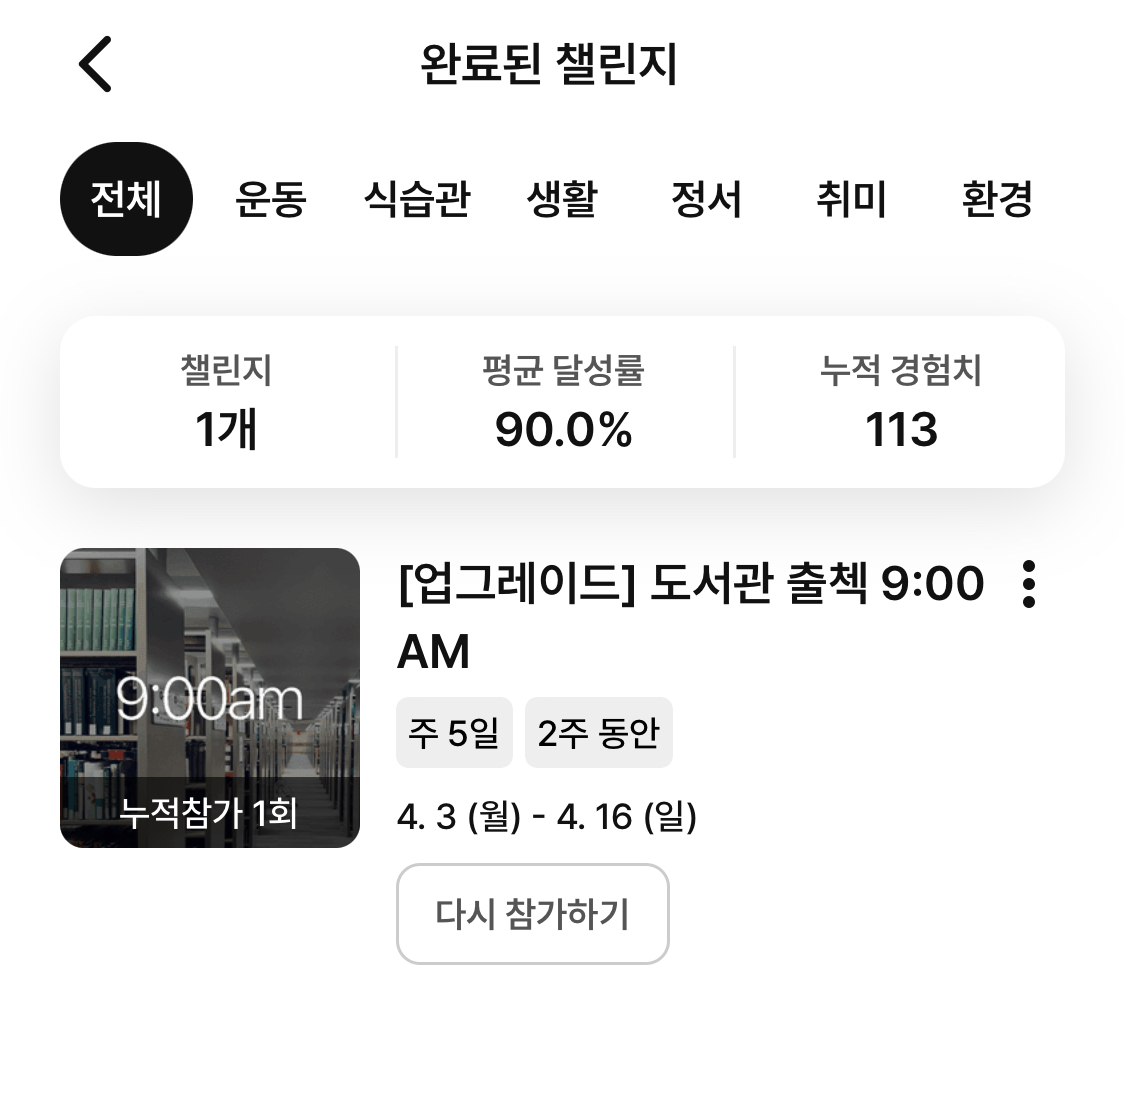 완료된 챌린지
전체 운동 식습관 생활 정서 취미 환경
챌린지 평균 달성률 누적 경험치
1개 90.0% 113
[업그레이드] 도서관 출첵 9:00
AM
9:00am
주 5일 2주 동안
누적참가 1회
4. 3 (월) - 4. 16 (일)
다시 참가하기